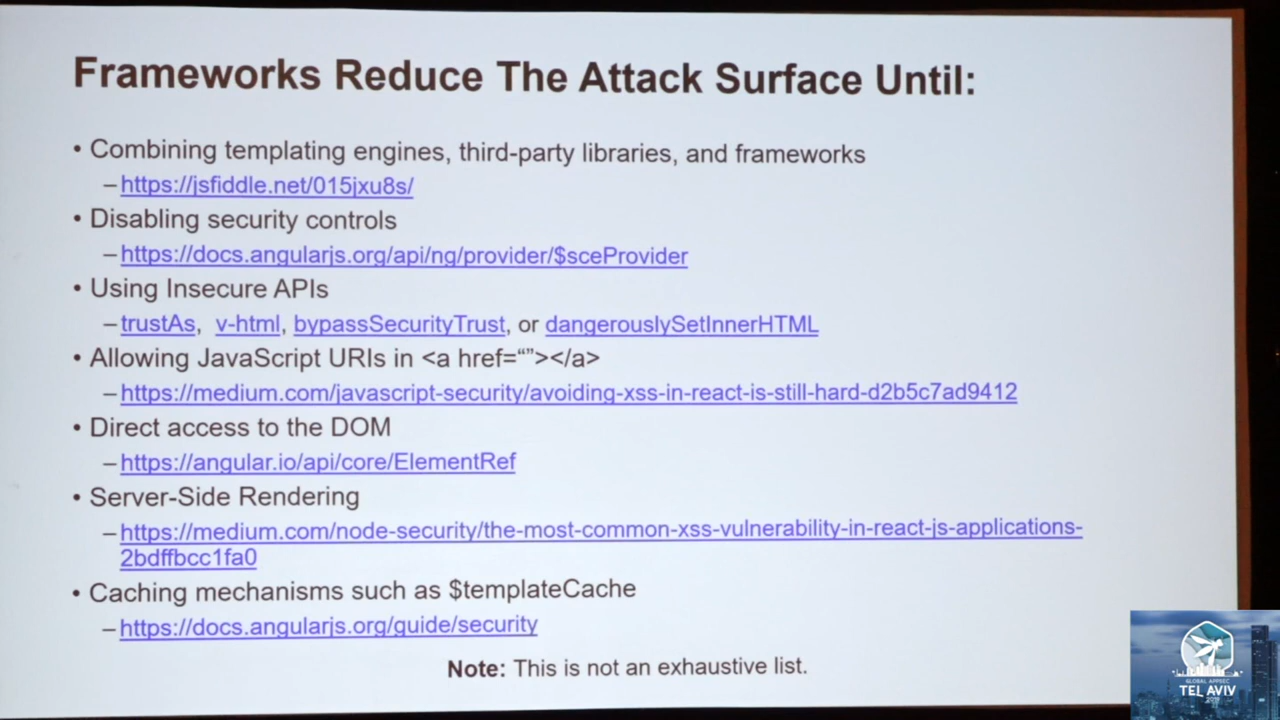 Frameworks Reduce The Attack Surface Until:
• Combining templating engines, third-party libraries, and frameworks
–https://jsfiddle.net/015jxu8s/
• Disabling security controls
–https://docs.angularjs.org/api/ng/provider/$sceProvider
• Using Insecure APIs
–trustAs, v-html, bypassSecurityTrust, or dangerouslySetInnerHTML
• Allowing JavaScript URIs in <a href=“”></a>
–https://medium.com/javascript-security/avoiding-xss-in-react-is-still-hard-d2b5c7ad9412
• Direct access to the DOM
–https://angular.io/api/core/ElementRef
• Server-Side Rendering
–https://medium.com/node-security/the-most-common-xss-vulnerability-in-react-js-applications-
2bdffbcc1fa0
• Caching mechanisms such as $templateCache
–https://docs.angularjs.org/guide/security
Note: This is not an exhaustive list.
GLOBAL APPSEC
TEL AVIV
2019